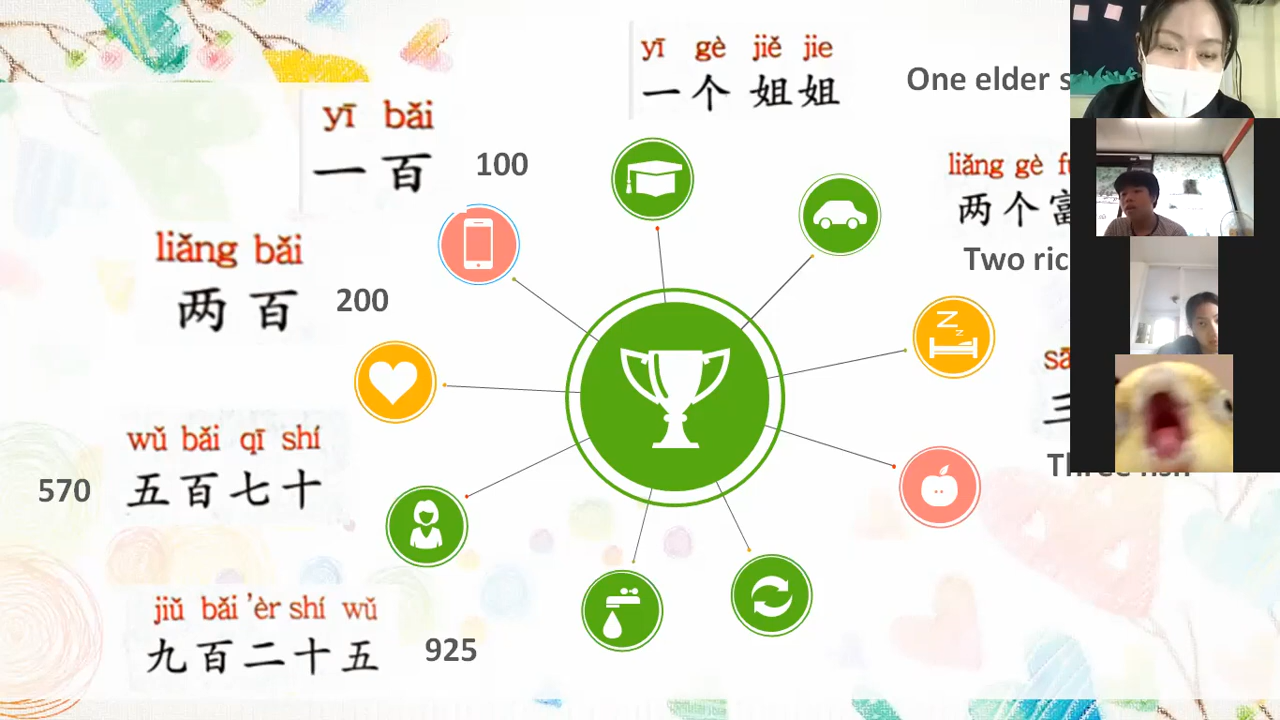 yī gè jiě jie
一个 姐姐
One elder s
yī bǎi
一百
100
liǎng gè f
两个富
Two ric
liǎng bǎi
两百
200
sā
三
wǔ bǎi qī shí
五百七十
570
jiǔ bǎi 'èr shí wǔ
九百二十五
925
Z
z